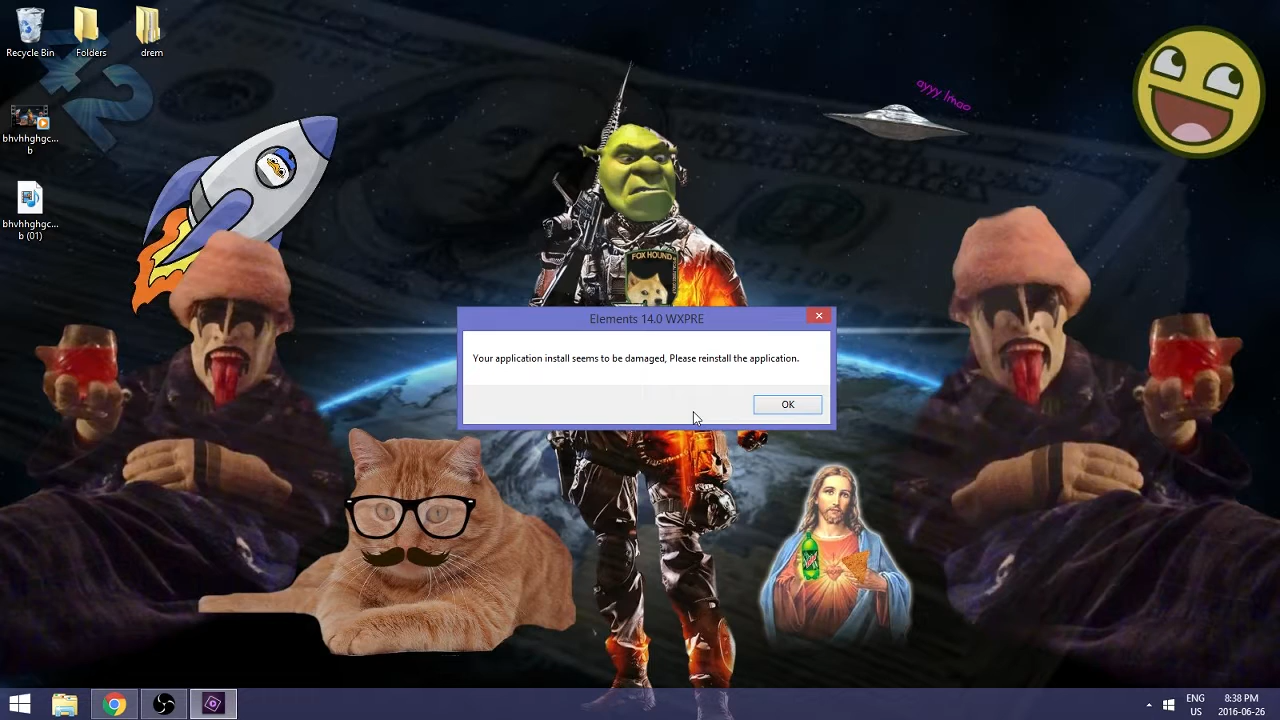 Recycle Bin
Folders
drem
ayyy lmao
bhvhhghgc...
b
bhvhhghgc...
b (01)
FOX HOUND
Elements 14.0 WXPRE
Your application install seems to be damaged, Please reinstall the application.
OK
ENG
US
8:38 PM
2016-06-26